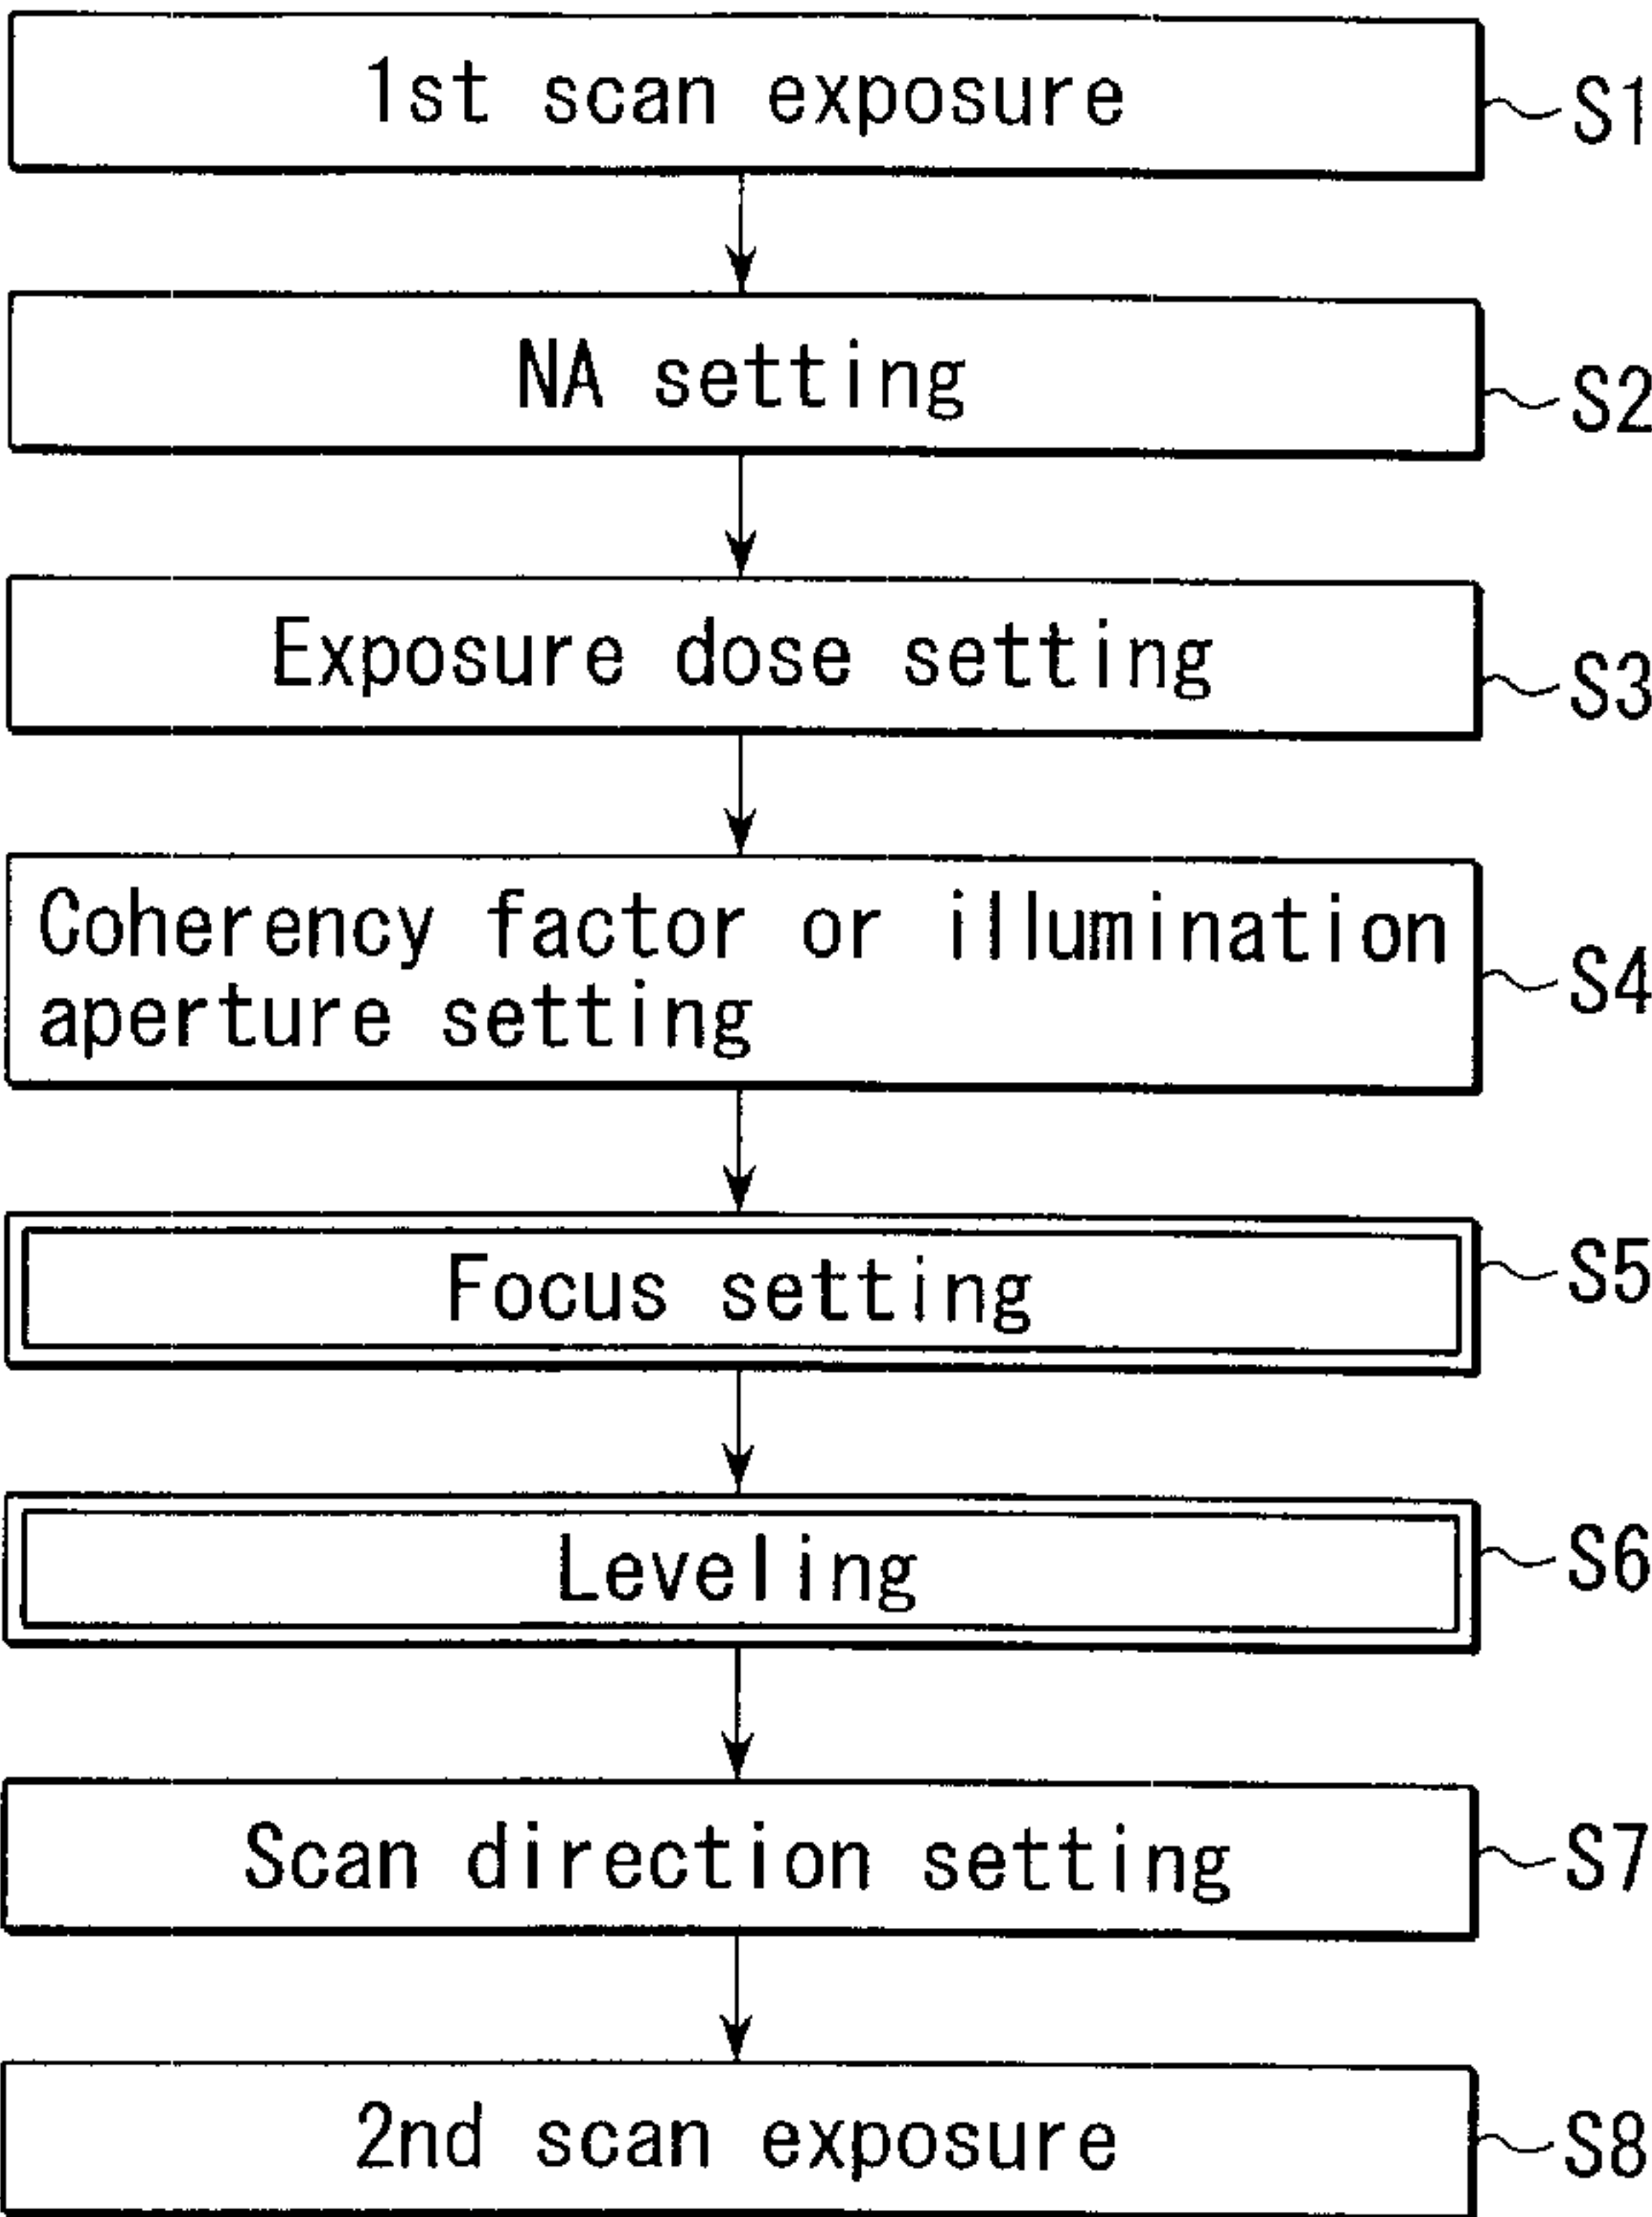 1st scan exposure
S1
NA setting
S2
Exposure dose setting
S3
Coherency factor or illumination
aperture setting
S4
Focus setting
S5
Leveling
S6
Scan direction setting
S7
2nd scan exposure
S8